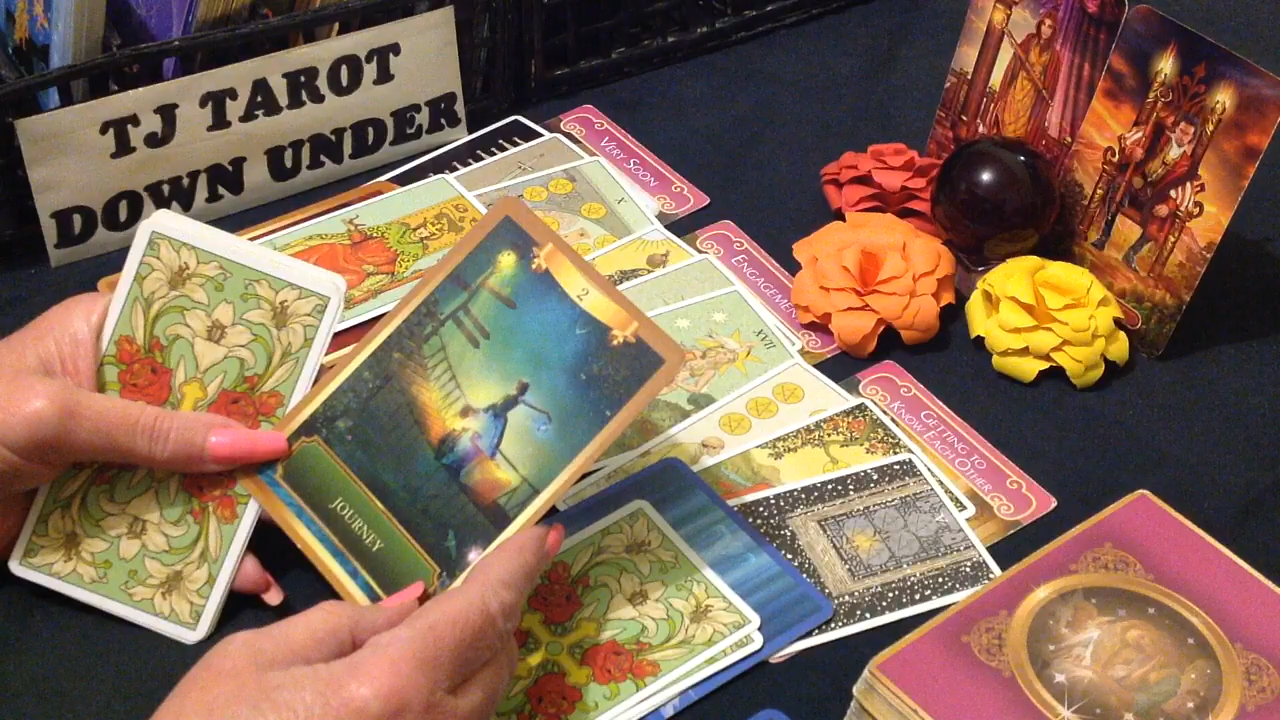 TJ TAROT
DOWN UNDER
VERY SOON
X
ENGAGEMENT
XVII
GETTING TO
KNOW EACH OTHER
2
JOURNEY